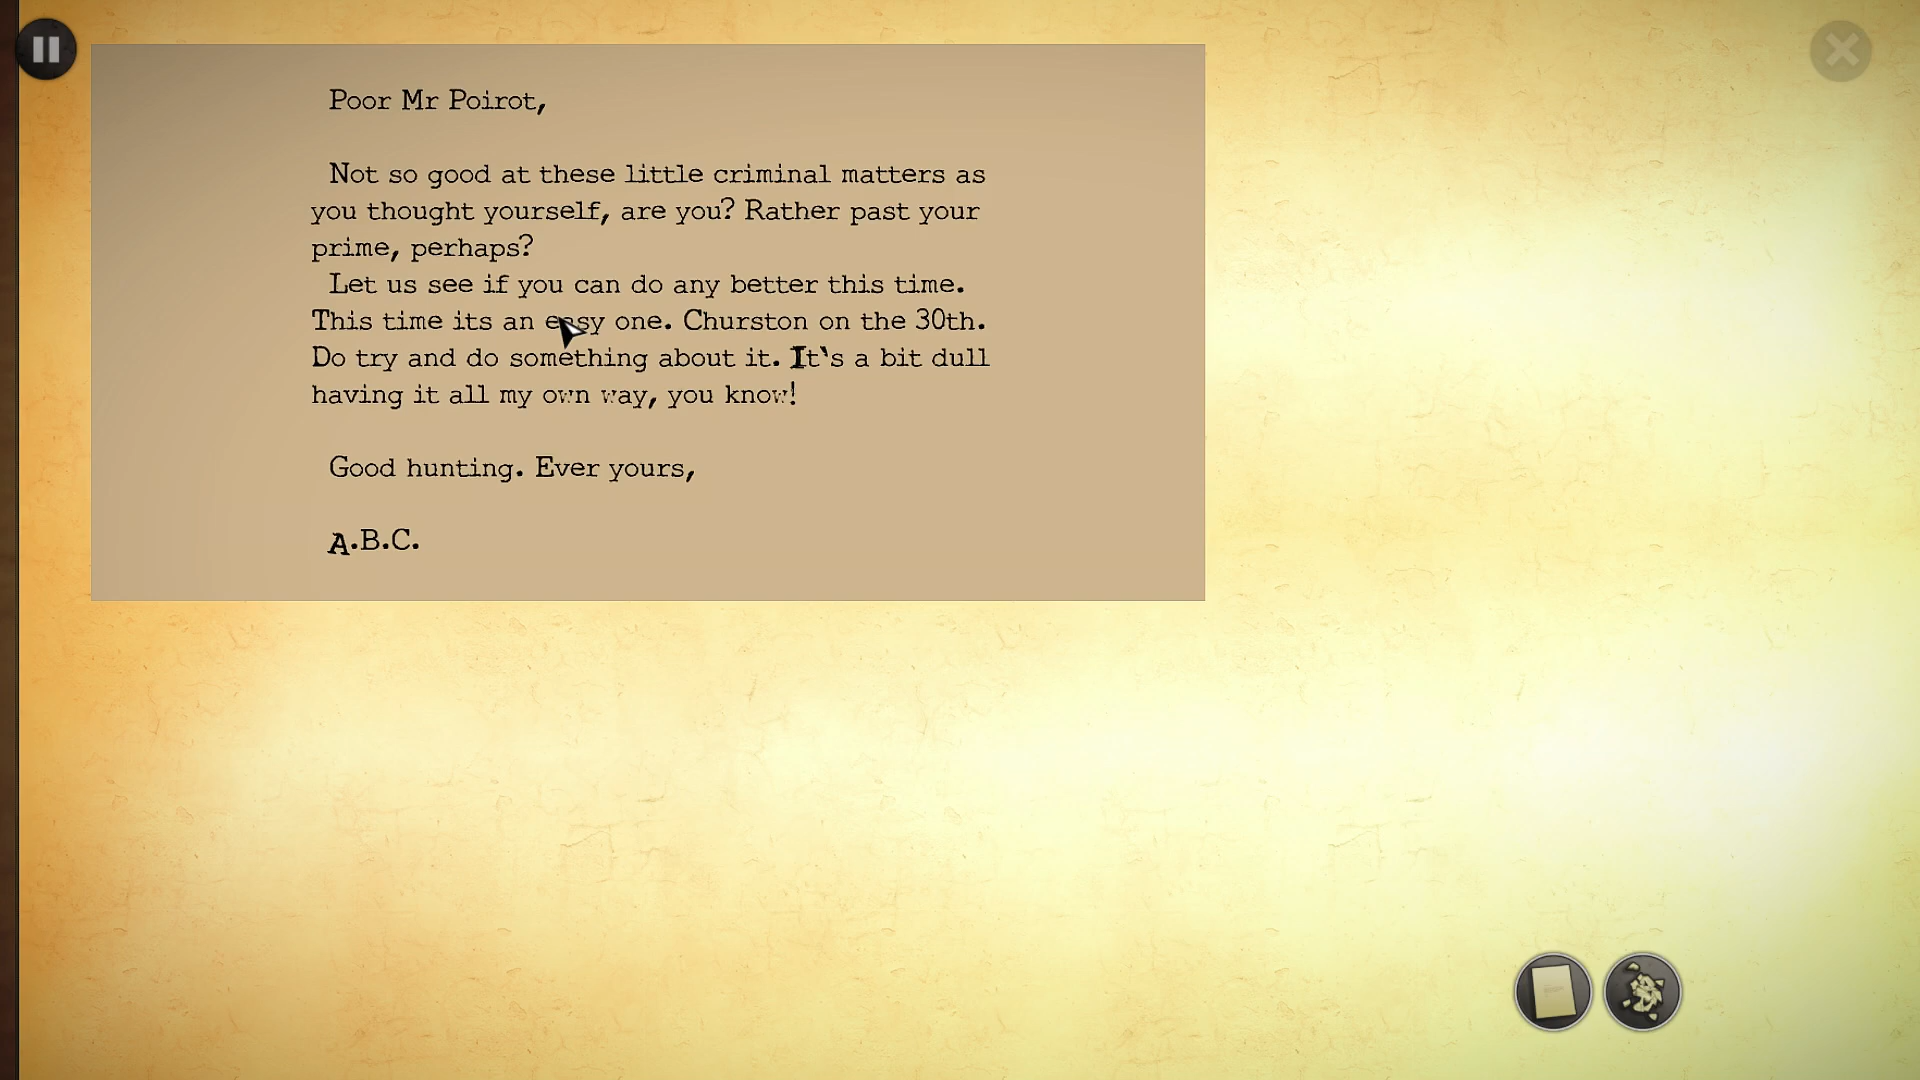 Poor Mr Poirot,
Not so good at these little criminal matters as
you thought yourself, are you? Rather past your
prime, perhaps?
Let us see if you can do any better this time.
This time its an easy one. Churston on the 30th.
Do try and do something about it. It's a bit dull
having it all my own way, you know!
Good hunting. Ever yours,
A.B.C.